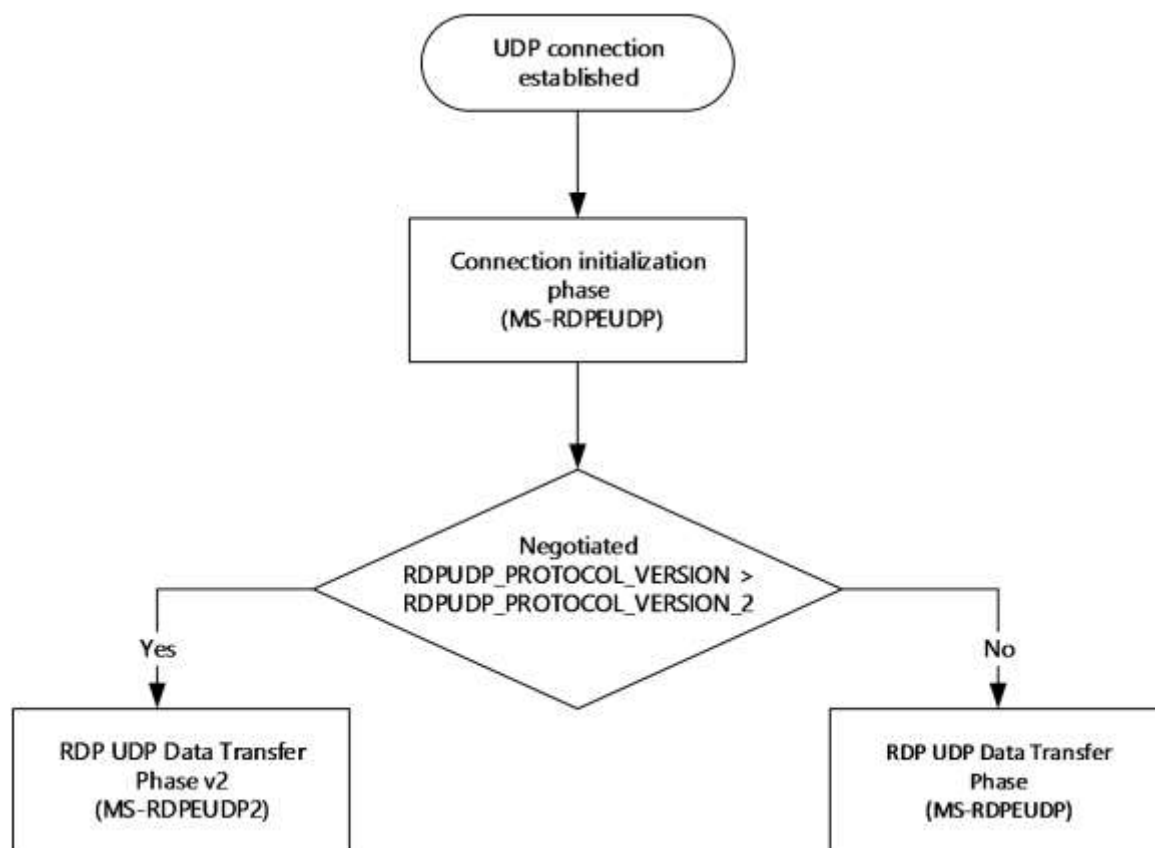 UDP connection
established
Connection initialization
phase
(MS-RDPEUDP)
Negotiated
RDPUDP_PROTOCOL_VERSION >
RDPUDP_PROTOCOL_VERSION_2
Yes
No
RDP UDP Data Transfer
Phase v2
(MS-RDPEUDP2)
RDP UDP Data Transfer
Phase
(MS-RDPEUDP)